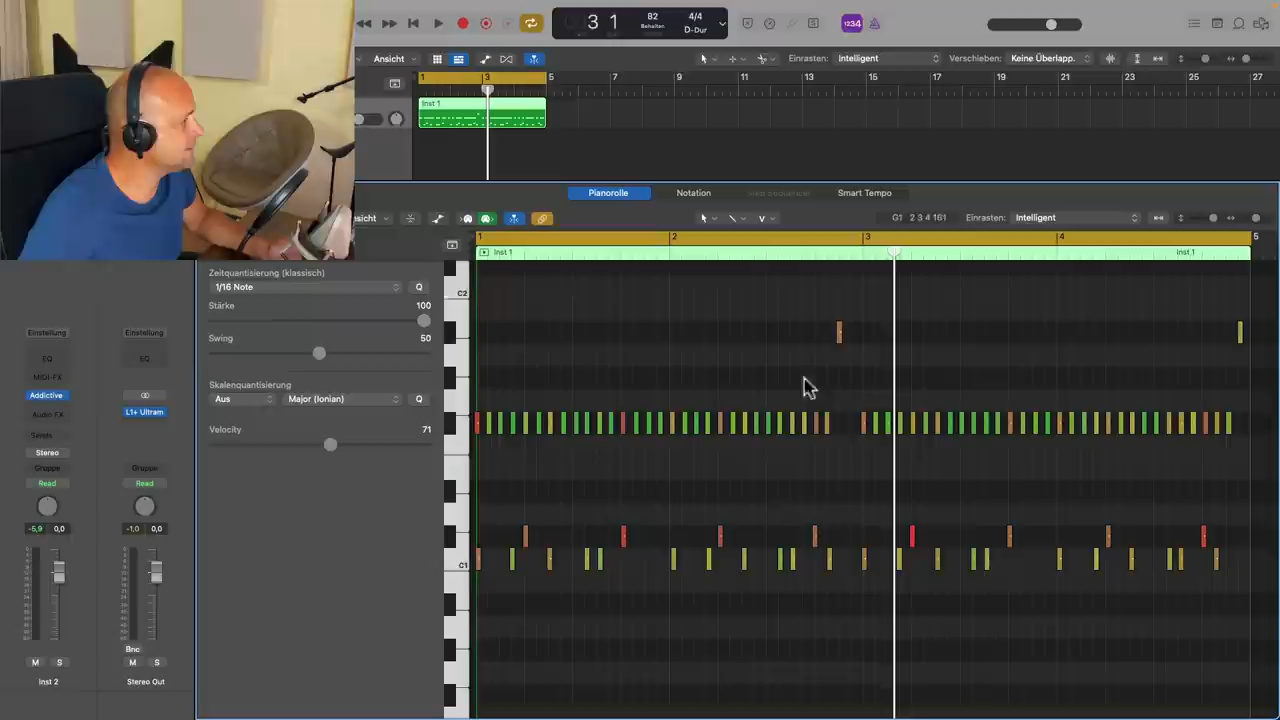 3 1
82
Behalten
4/4
D-Dur
1234
Ansicht
Einrasten: Intelligent
Verschieben: Keine Überlapp.
1 3 5 7 9 11 13 15 17 19 21 23 25 27
Inst 1
Pianorolle
Notation
Smart Tempo
sicht
G1 2 3 4 161
Einrasten: Intelligent
1 2 3 4 5
Inst 1
Inst 1
Zeitquantisierung (klassisch)
1/16 Note
Q
Stärke
100
Swing
50
Skalenquantisierung
Aus
Major (Ionian)
Q
Velocity
71
C2
C1
Einstellung
Einstellung
EQ
EQ
MIDI-FX
Addictive
L1+ Ultram
Audio FX
Sends
Stereo
Gruppe
Gruppe
Read
Read
-5,9 0,0
-1,0 0,0
Bnc
M S
M S
Inst 2
Stereo Out